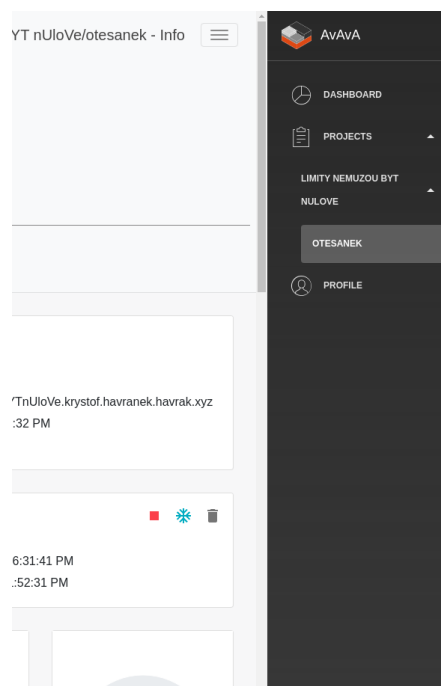 YT nUloVe/otesanek - Info
AvAvA
DASHBOARD
PROJECTS
LIMITY NEMUZOU BYT
NULOVE
OTESANEK
PROFILE
YTnUloVe.krystof.havranek.havrak.xyz
:32 PM
6:31:41 PM
:52:31 PM